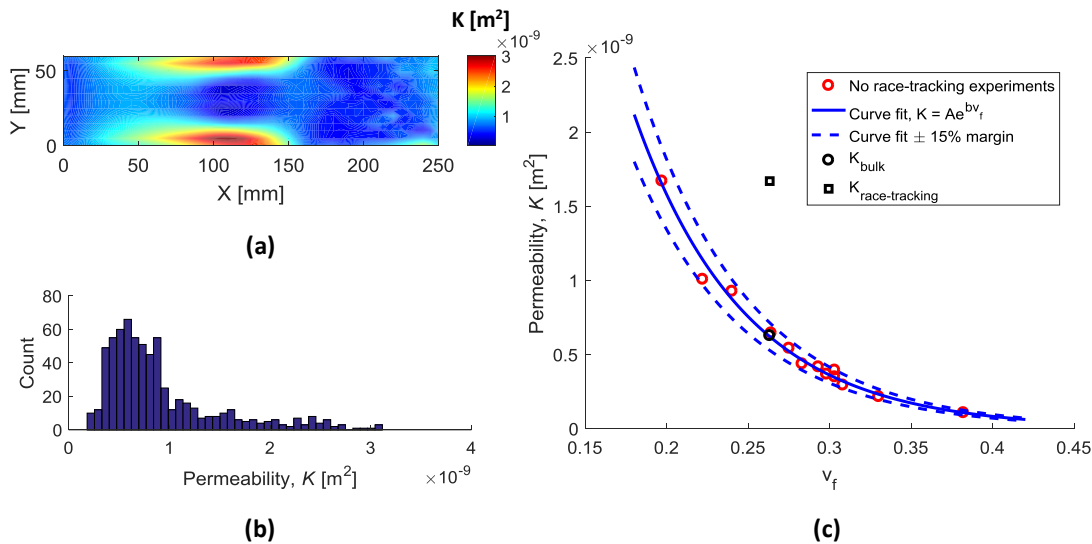 K [m²]
×10⁻⁹
3
2
1
Y [mm]
50
0
0 50 100 150 200 250
X [mm]
(a)
80
60
40
20
0
Count
0 1 2 3 4
×10⁻⁹
Permeability, K [m²]
(b)
×10⁻⁹
2.5
2
1.5
1
0.5
0
Permeability, K [m²]
0.15 0.2 0.25 0.3 0.35 0.4 0.45
v_f
No race-tracking experiments
Curve fit, K = Ae^{bv_f}
Curve fit ± 15% margin
K_bulk
K_race-tracking
(c)